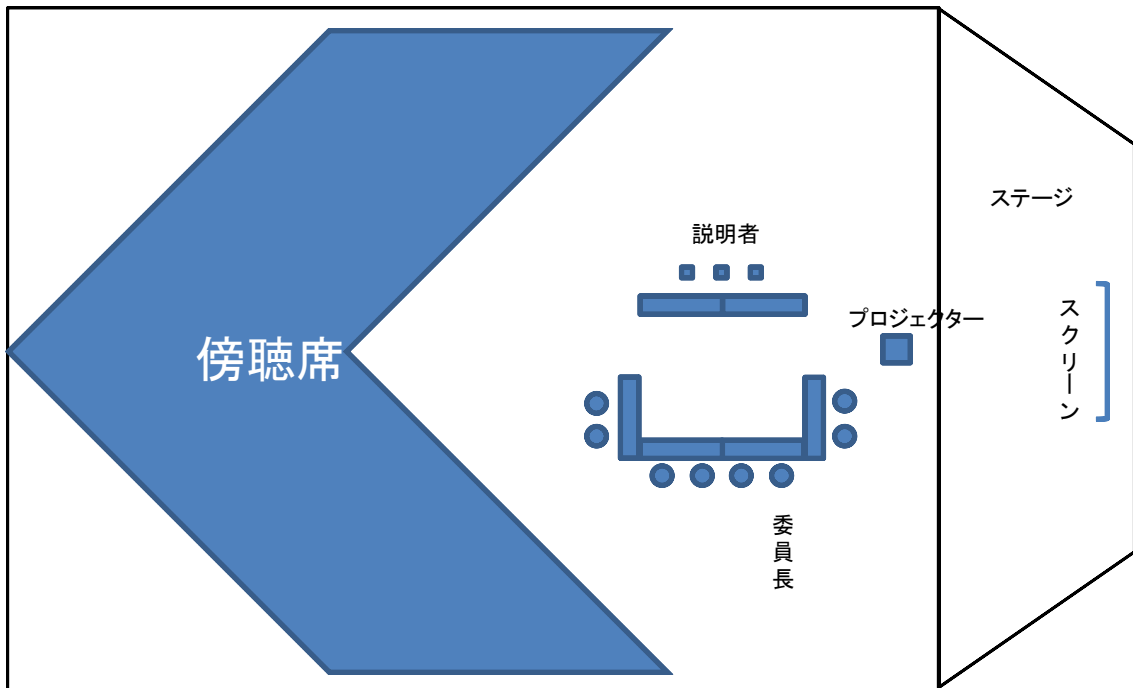 ステージ
説明者
プロジェクター
スクリーン
傍聴席
委員長